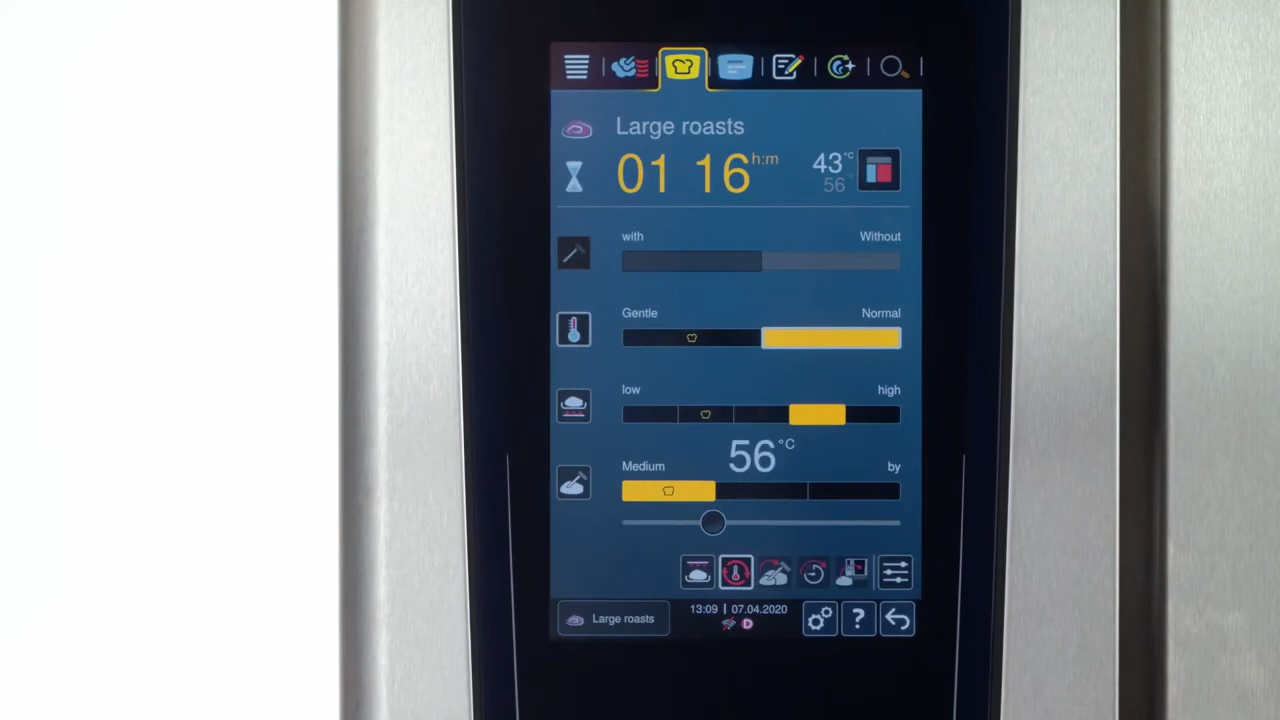 Large roasts
01 16 h:m
43 °C
56
with Without
Gentle Normal
low high
56 °C
Medium by
Large roasts
13:09 | 07.04.2020
D
?